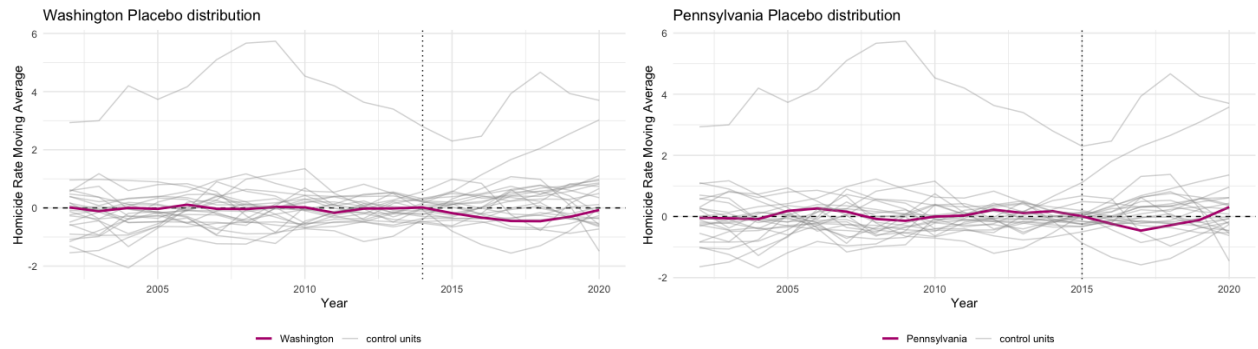 Washington Placebo distribution
Homicide Rate Moving Average
6
4
2
0
-2
2005
2010
2015
2020
Year
Washington
control units
Pennsylvania Placebo distribution
Homicide Rate Moving Average
6
4
2
0
-2
2005
2010
2015
2020
Year
Pennsylvania
control units